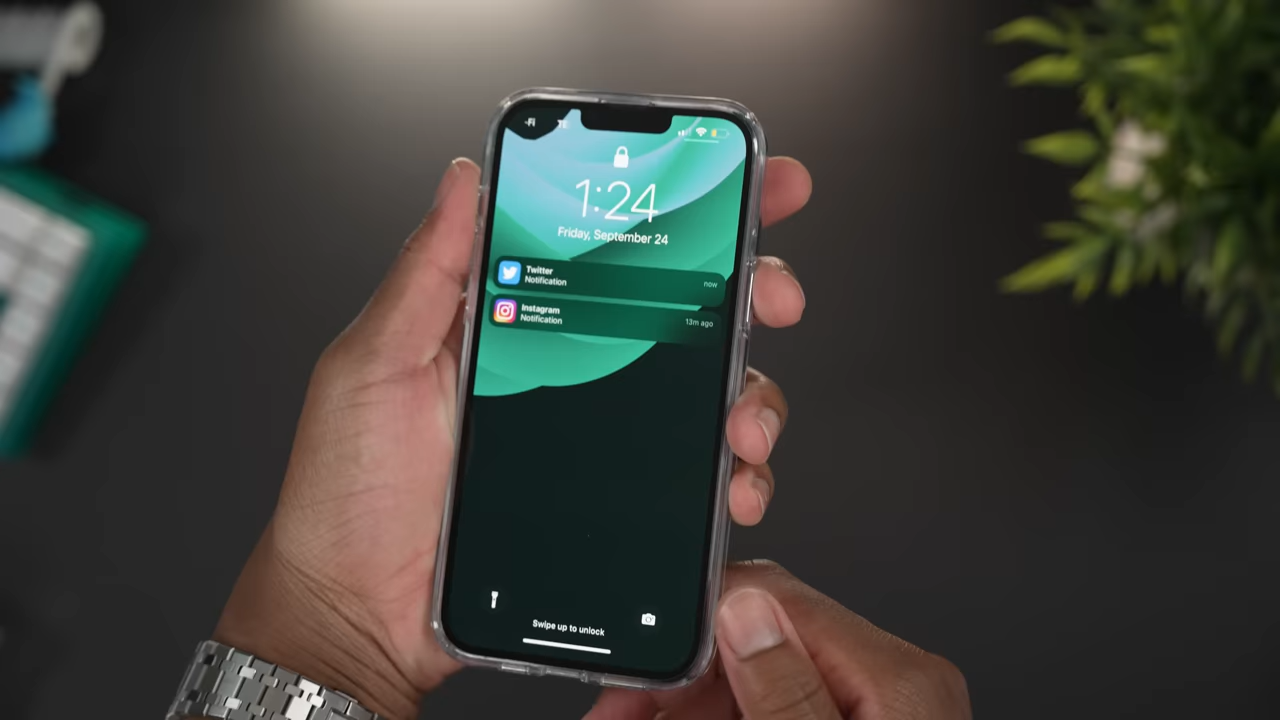 1:24
Friday, September 24
Twitter
Notification
now
Instagram
Notification
13m ago
Swipe up to unlock